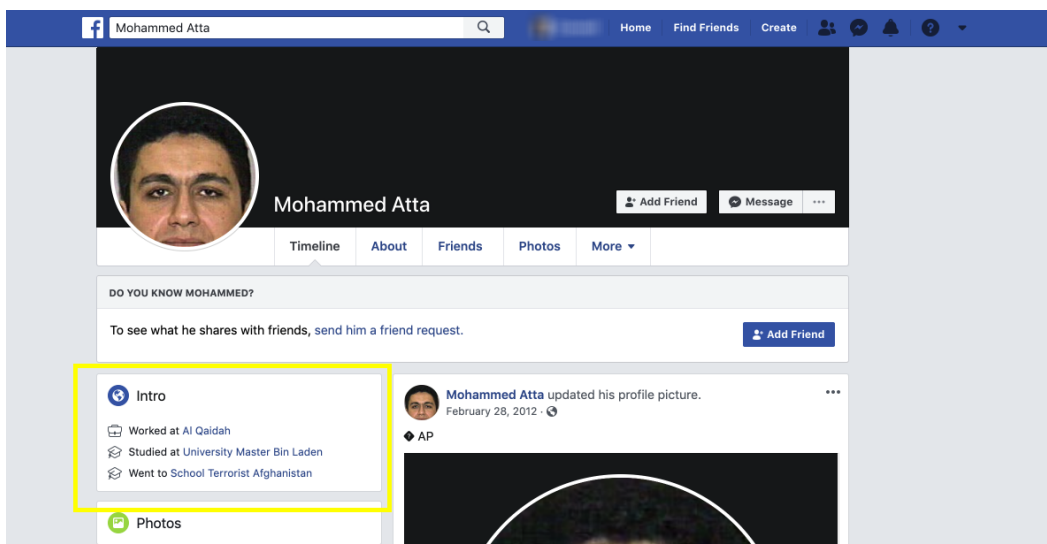 f
Mohammed Atta
Home Find Friends Create
Mohammed Atta
Add Friend Message ...
Timeline About Friends Photos More
DO YOU KNOW MOHAMMED?
To see what he shares with friends, send him a friend request.
Add Friend
Intro
Worked at Al Qaidah
Studied at University Master Bin Laden
Went to School Terrorist Afghanistan
Photos
Mohammed Atta updated his profile picture.
February 28, 2012 ·
AP